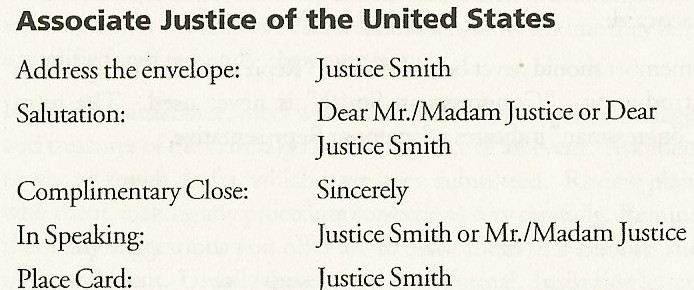 Associate Justice of the United States
Address the envelope: Justice Smith
Salutation: Dear Mr./Madam Justice or Dear
Justice Smith
Complimentary Close: Sincerely
In Speaking: Justice Smith or Mr./Madam Justice
Place Card: Justice Smith